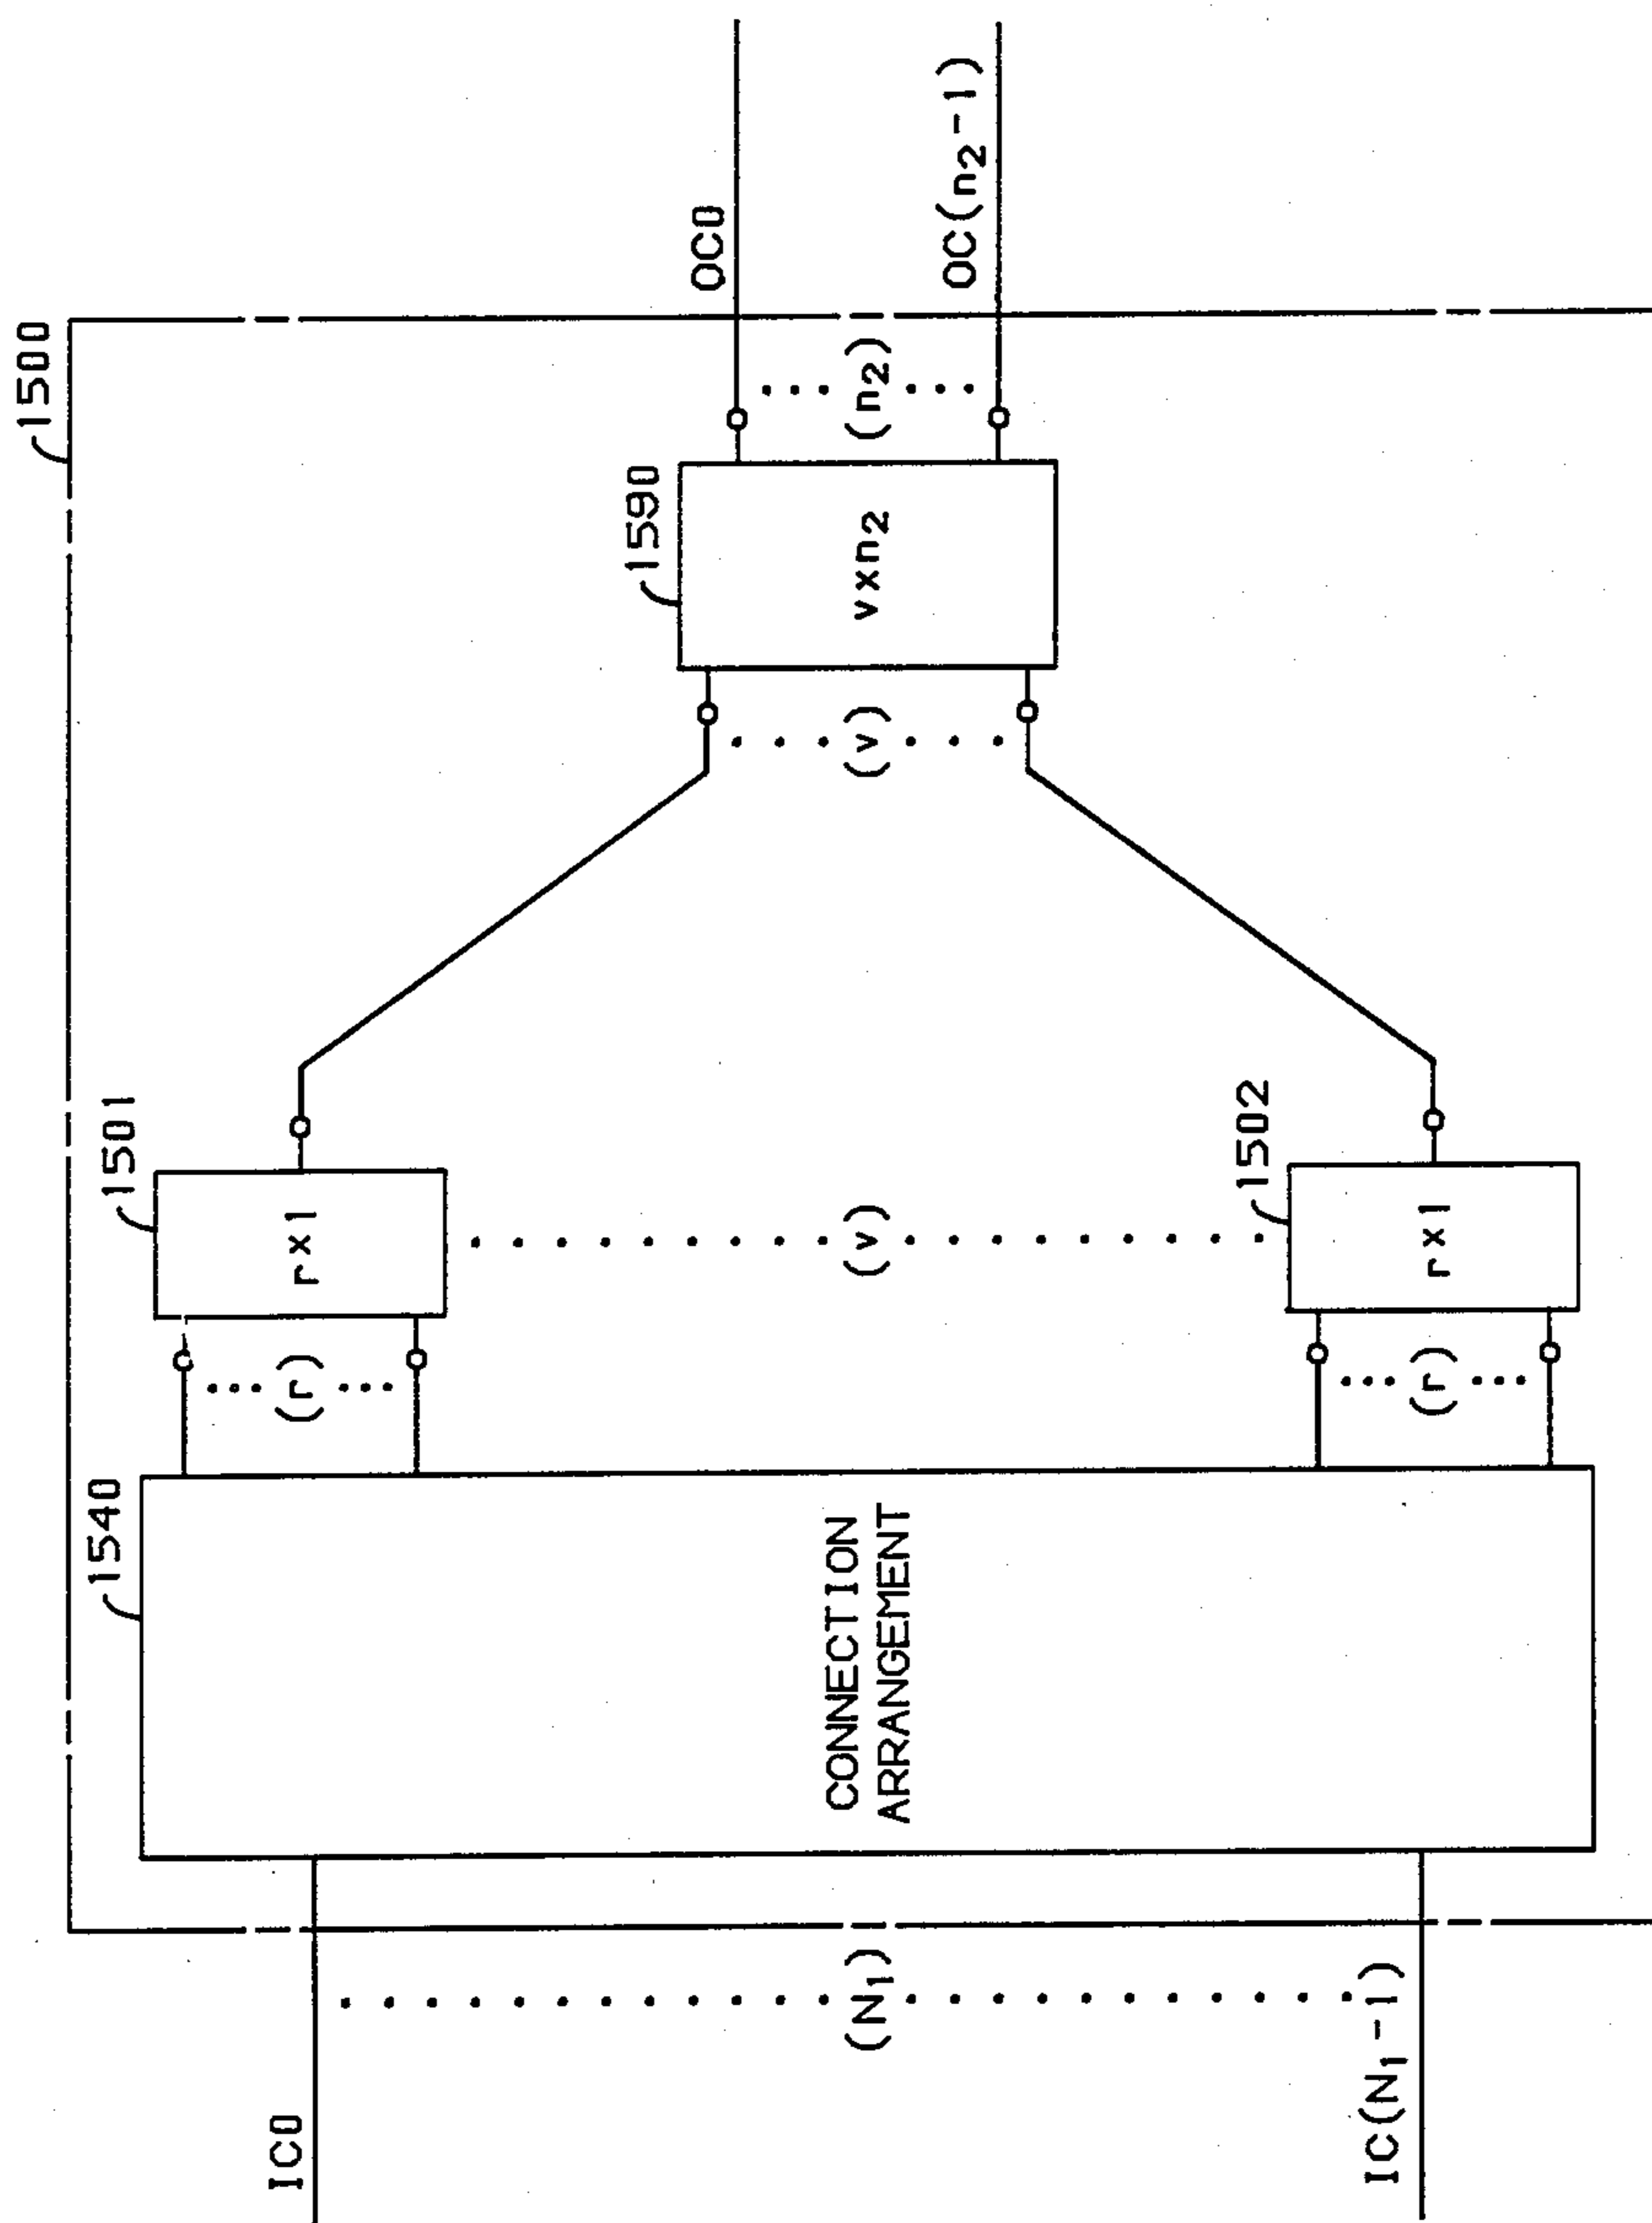 1500
1540
1501
IC0
(r)
rx1
1590
OC0
CONNECTION
ARRANGEMENT
(N₁)
(v)
(v)
vxn₂
(n₂)
OC(n₂-1)
1502
IC(N₁-1)
(r)
rx1